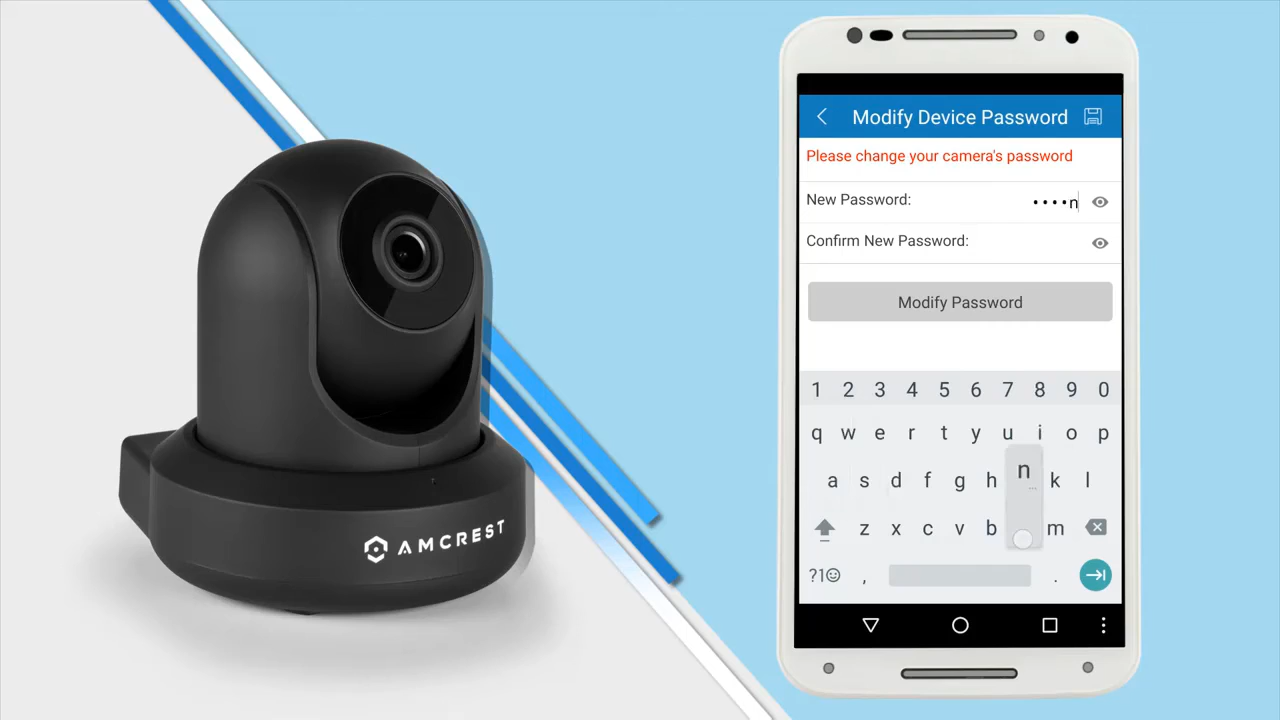 AMCREST
Modify Device Password
Please change your camera's password
New Password: ••••n
Confirm New Password:
Modify Password
1 2 3 4 5 6 7 8 9 0
q w e r t y u i o p
a s d f g h n k l
z x c v b m
?1☺ , .